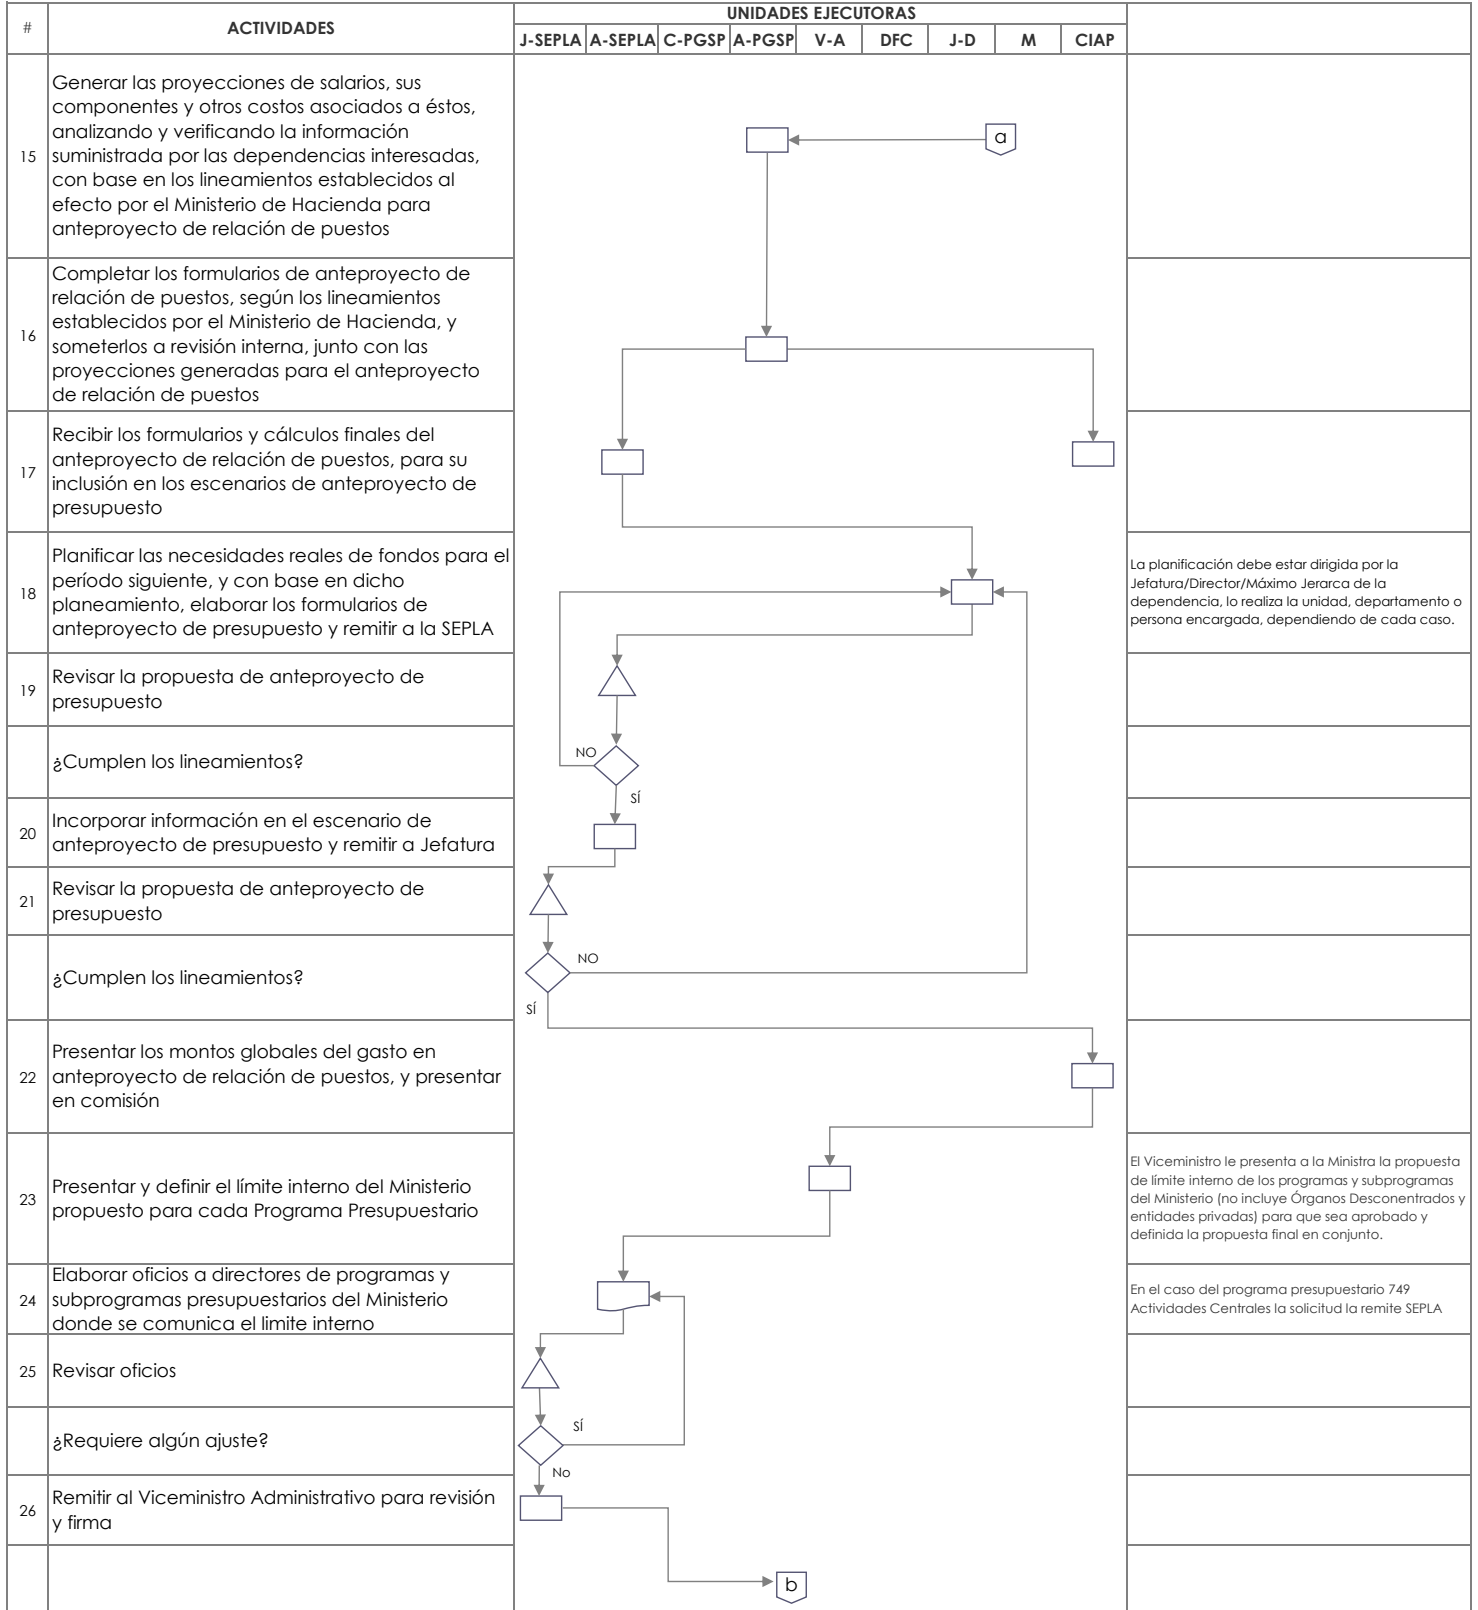 #
ACTIVIDADES
UNIDADES EJECUTORAS
J-SEPLA A-SEPLA C-PGSP A-PGSP V-A DFC J-D M CIAP
15
Generar las proyecciones de salarios, sus
componentes y otros costos asociados a éstos,
analizando y verificando la información
suministrada por las dependencias interesadas,
con base en los lineamientos establecidos al
efecto por el Ministerio de Hacienda para
anteproyecto de relación de puestos
a
16
Completar los formularios de anteproyecto de
relación de puestos, según los lineamientos
establecidos por el Ministerio de Hacienda, y
someterlos a revisión interna, junto con las
proyecciones generadas para el anteproyecto
de relación de puestos
17
Recibir los formularios y cálculos finales del
anteproyecto de relación de puestos, para su
inclusión en los escenarios de anteproyecto de
presupuesto
18
Planificar las necesidades reales de fondos para el
período siguiente, y con base en dicho
planeamiento, elaborar los formularios de
anteproyecto de presupuesto y remitir a la SEPLA
La planificación debe estar dirigida por la
Jefatura/Director/Máximo Jerarca de la
dependencia, lo realiza la unidad, departamento o
persona encargada, dependiendo de cada caso.
19
Revisar la propuesta de anteproyecto de
presupuesto
¿Cumplen los lineamientos?
NO
SÍ
20
Incorporar información en el escenario de
anteproyecto de presupuesto y remitir a Jefatura
21
Revisar la propuesta de anteproyecto de
presupuesto
¿Cumplen los lineamientos?
NO
SÍ
22
Presentar los montos globales del gasto en
anteproyecto de relación de puestos, y presentar
en comisión
23
Presentar y definir el límite interno del Ministerio
propuesto para cada Programa Presupuestario
El Viceministro le presenta a la Ministra la propuesta
de límite interno de los programas y subprogramas
del Ministerio (no incluye Órganos Desconentrados y
entidades privadas) para que sea aprobado y
definida la propuesta final en conjunto.
24
Elaborar oficios a directores de programas y
subprogramas presupuestarios del Ministerio
donde se comunica el limite interno
En el caso del programa presupuestario 749
Actividades Centrales la solicitud la remite SEPLA
25
Revisar oficios
¿Requiere algún ajuste?
SÍ
No
26
Remitir al Viceministro Administrativo para revisión
y firma
b